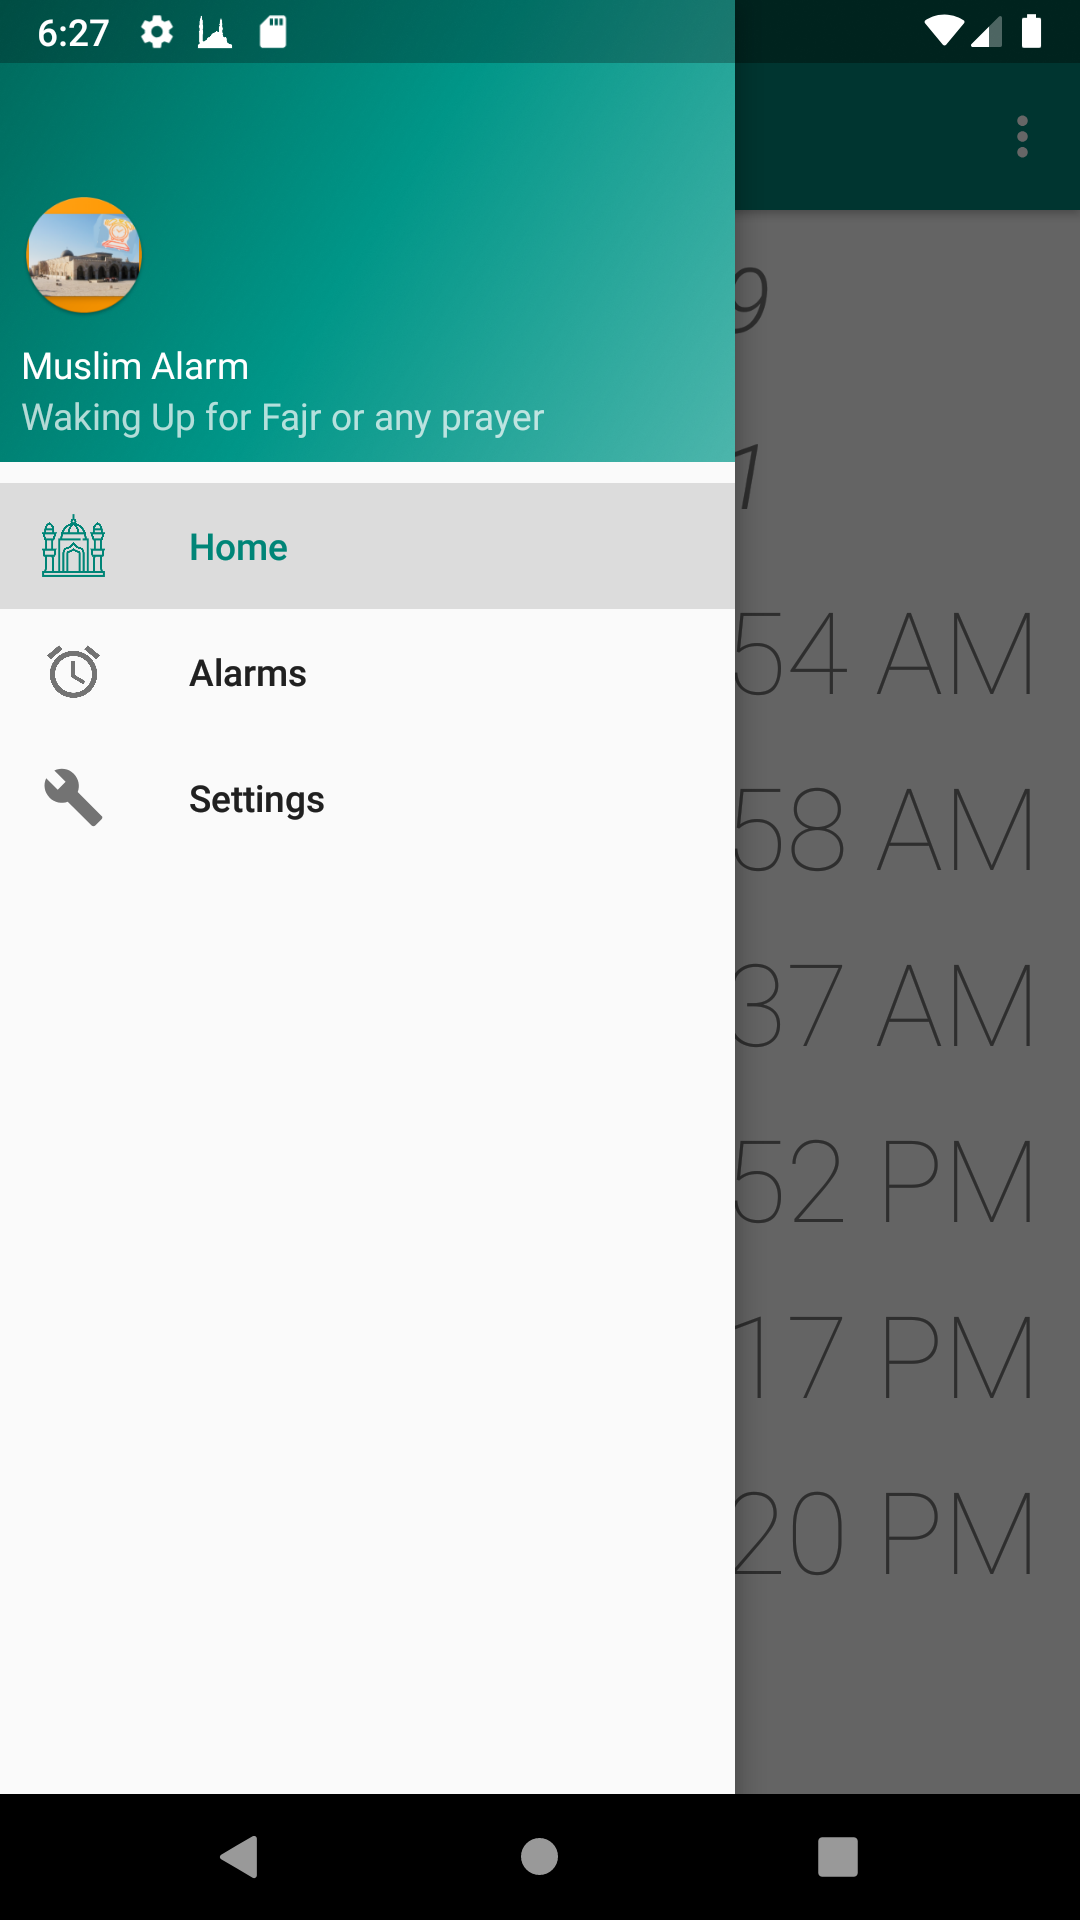 6:27
Muslim Alarm
Waking Up for Fajr or any prayer
Home
Alarms
Settings
9
1
54 AM
58 AM
37 AM
52 PM
17 PM
20 PM